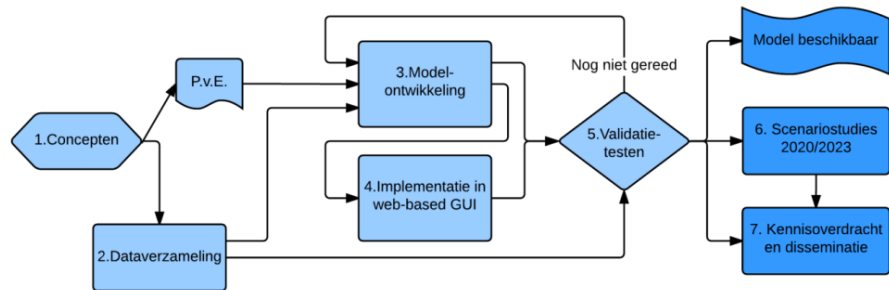 1.Concepten
P.v.E.
2.Dataverzameling
3.Model-
ontwikkeling
4.Implementatie in
web-based GUI
Nog niet gereed
5.Validatie-
testen
Model beschikbaar
6. Scenariostudies
2020/2023
7. Kennisoverdracht
en disseminatie